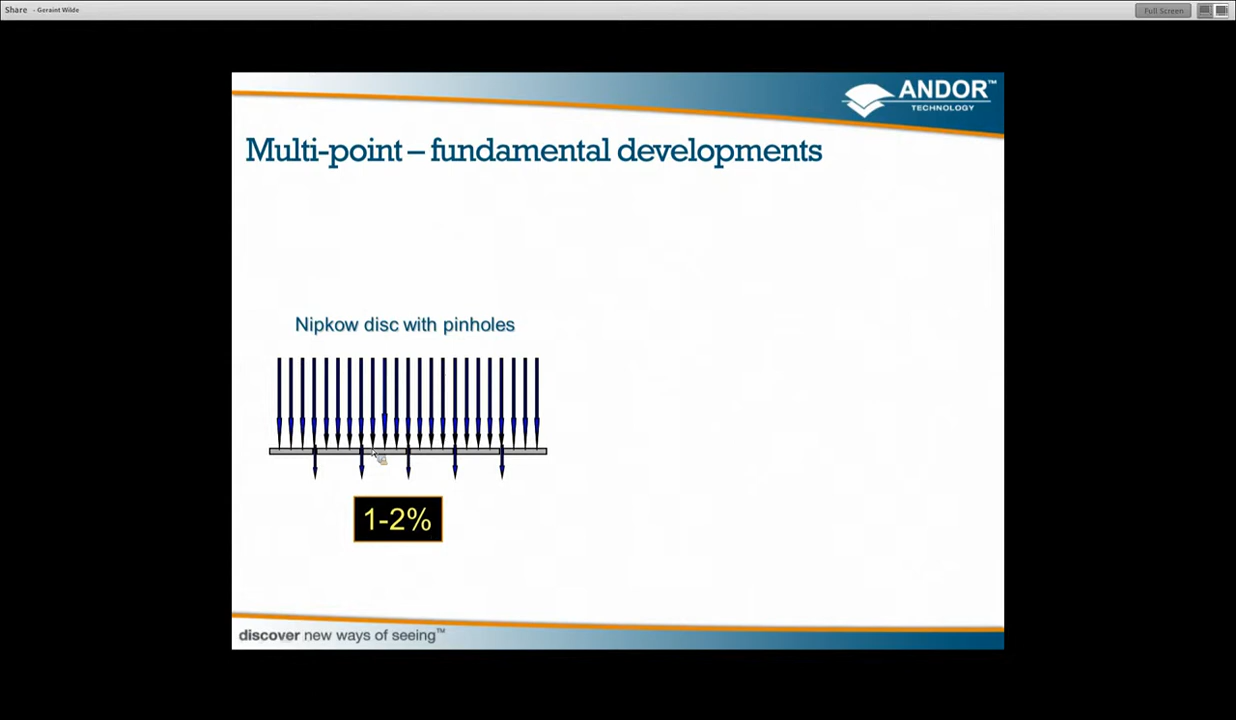 Share - Geraint Wilde
Full Screen
ANDOR™
TECHNOLOGY
Multi-point – fundamental developments
Nipkow disc with pinholes
1-2%
discover new ways of seeing™